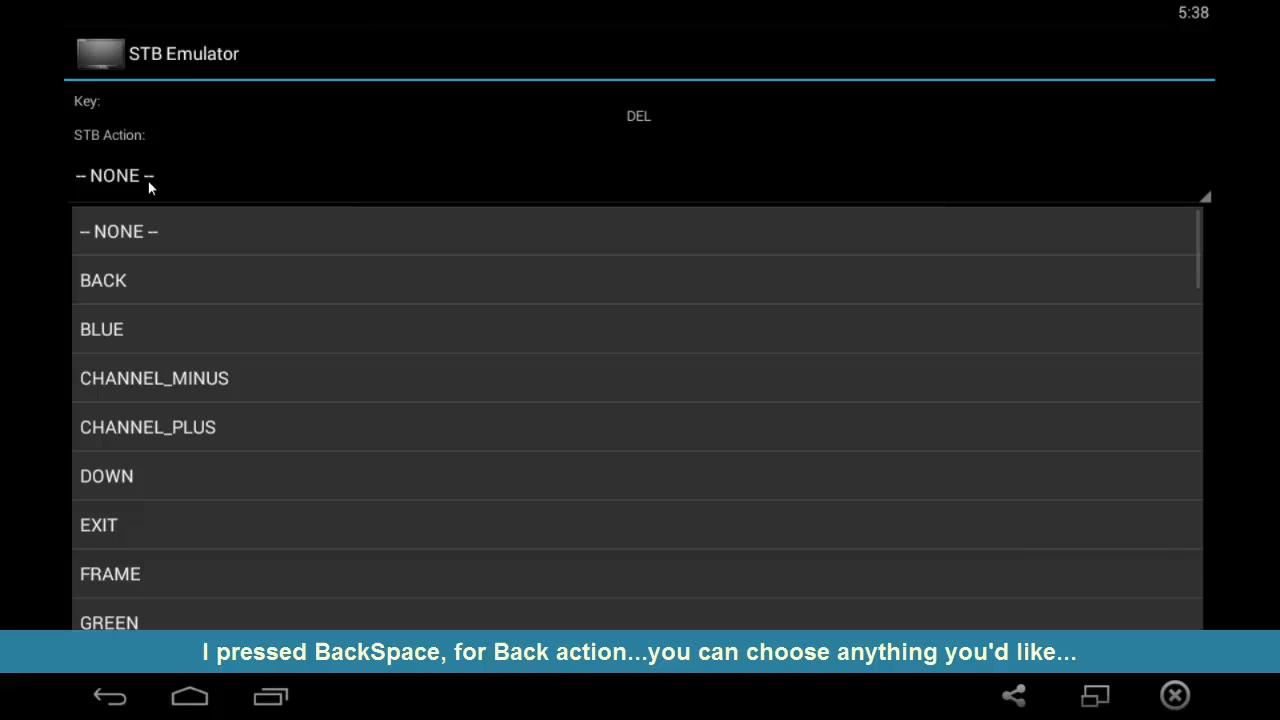 5:38
STB Emulator
Key:
DEL
STB Action:
-- NONE --
-- NONE --
BACK
BLUE
CHANNEL_MINUS
CHANNEL_PLUS
DOWN
EXIT
FRAME
GREEN
I pressed BackSpace, for Back action...you can choose anything you'd like...